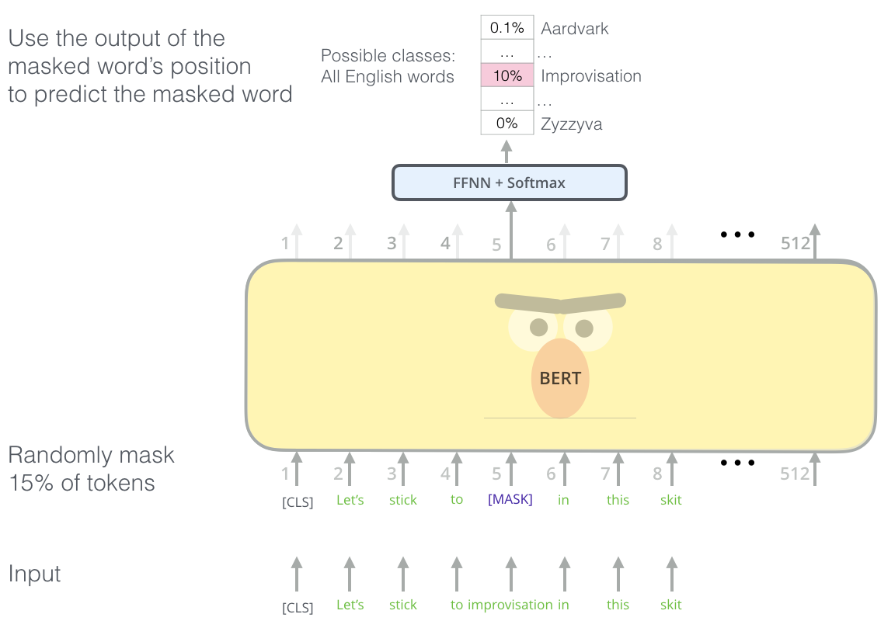 Use the output of the
masked word's position
to predict the masked word
Possible classes:
All English words
0.1% Aardvark
... ...
10% Improvisation
... ...
0% Zyzzyva
FFNN + Softmax
1 2 3 4 5 6 7 8 ... 512
BERT
Randomly mask
15% of tokens
1 2 3 4 5 6 7 8 ... 512
[CLS] Let's stick to [MASK] in this skit
Input
[CLS] Let's stick to improvisation in this skit